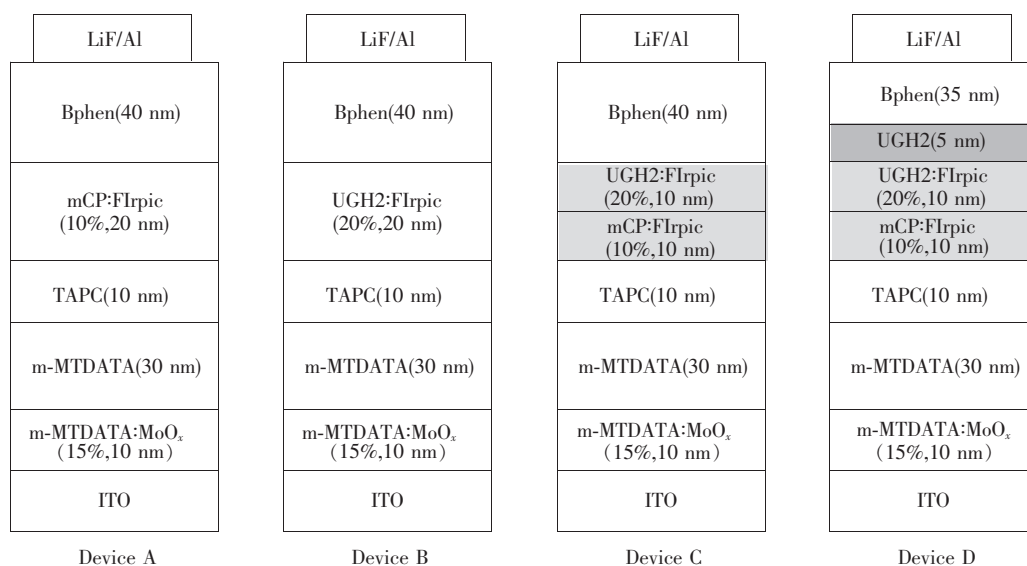 LiF/Al
Bphen(40 nm)
mCP:FIrpic
(10%,20 nm)
TAPC(10 nm)
m-MTDATA(30 nm)
m-MTDATA:MoOx
(15%,10 nm)
ITO
Device A
LiF/Al
Bphen(40 nm)
UGH2:FIrpic
(20%,20 nm)
TAPC(10 nm)
m-MTDATA(30 nm)
m-MTDATA:MoOx
(15%,10 nm)
ITO
Device B
LiF/Al
Bphen(40 nm)
UGH2:FIrpic
(20%,10 nm)
mCP:FIrpic
(10%,10 nm)
TAPC(10 nm)
m-MTDATA(30 nm)
m-MTDATA:MoOx
(15%,10 nm)
ITO
Device C
LiF/Al
Bphen(35 nm)
UGH2(5 nm)
UGH2:FIrpic
(20%,10 nm)
mCP:FIrpic
(10%,10 nm)
TAPC(10 nm)
m-MTDATA(30 nm)
m-MTDATA:MoOx
(15%,10 nm)
ITO
Device D